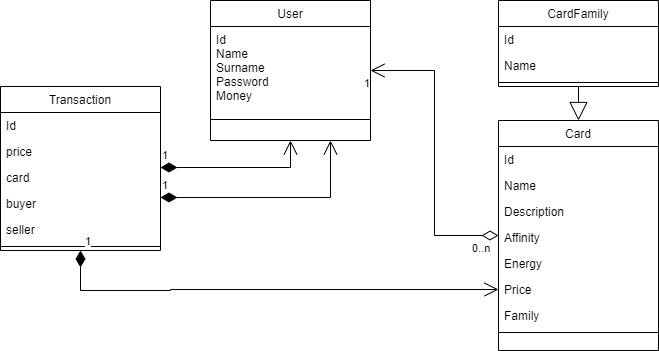 User
Id
Name
Surname
Password
Money
1
CardFamily
Id
Name
Transaction
Id
price
card
buyer
seller
1
1
1
Card
Id
Name
Description
Affinity
Energy
Price
Family
0..n